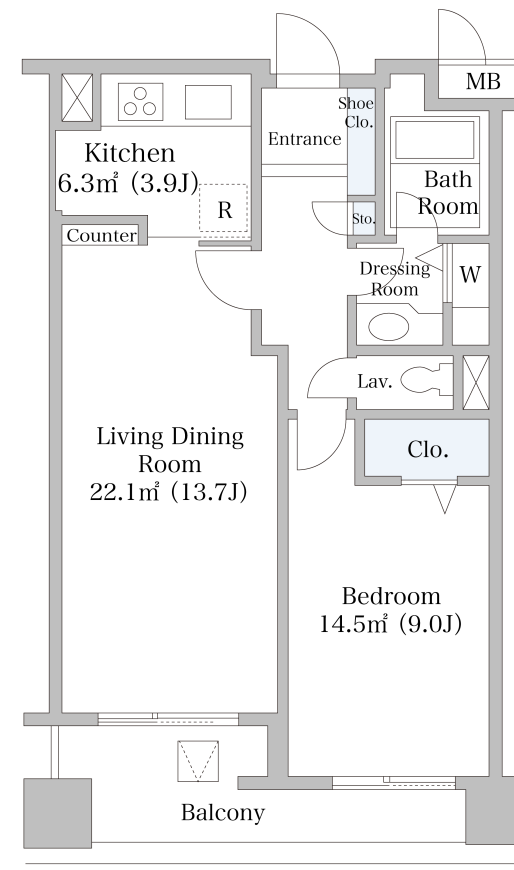 MB
Shoe
Clo.
Entrance
Kitchen
6.3㎡ (3.9J)
R
Bath
Room
Sto.
Counter
Dressing
Room
W
Lav.
Living Dining
Room
22.1㎡ (13.7J)
Clo.
Bedroom
14.5㎡ (9.0J)
Balcony